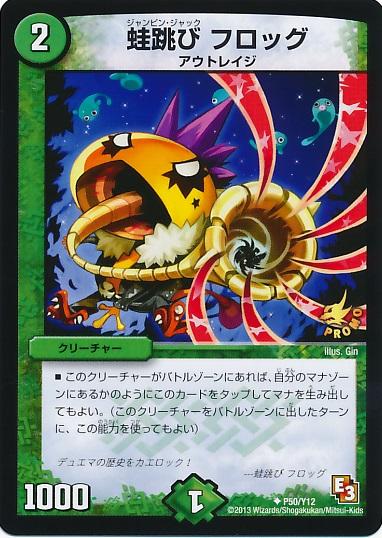 2
ジャンピン・ジャック
蛙跳び フロッグ
アウトレイジ
PROMO
クリーチャー
illus. Gin
■ このクリーチャーがバトルゾーンにあれば、自分のマナゾー
ンにあるかのようにこのカードをタップしてマナを生み出し
てもよい。(このクリーチャーをバトルゾーンに出したターン
に、この能力を使ってもよい)
デュエマの歴史をカエロック！
---蛙跳び フロッグ
1000
1
E3
P50/Y12
©2013 Wizards/Shogakukan/Mitsui-Kids